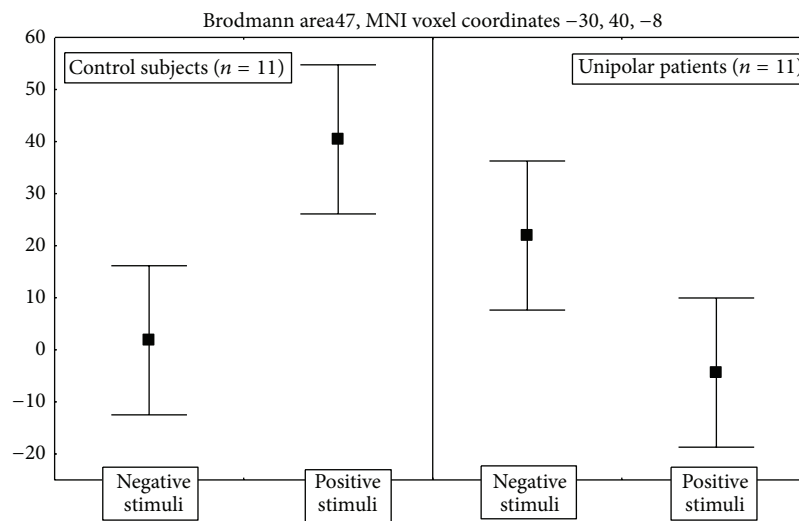 Brodmann area47, MNI voxel coordinates −30, 40, −8
60
50
40
30
20
10
0
−10
−20
Control subjects (n = 11)
Unipolar patients (n = 11)
Negative
stimuli
Positive
stimuli
Negative
stimuli
Positive
stimuli